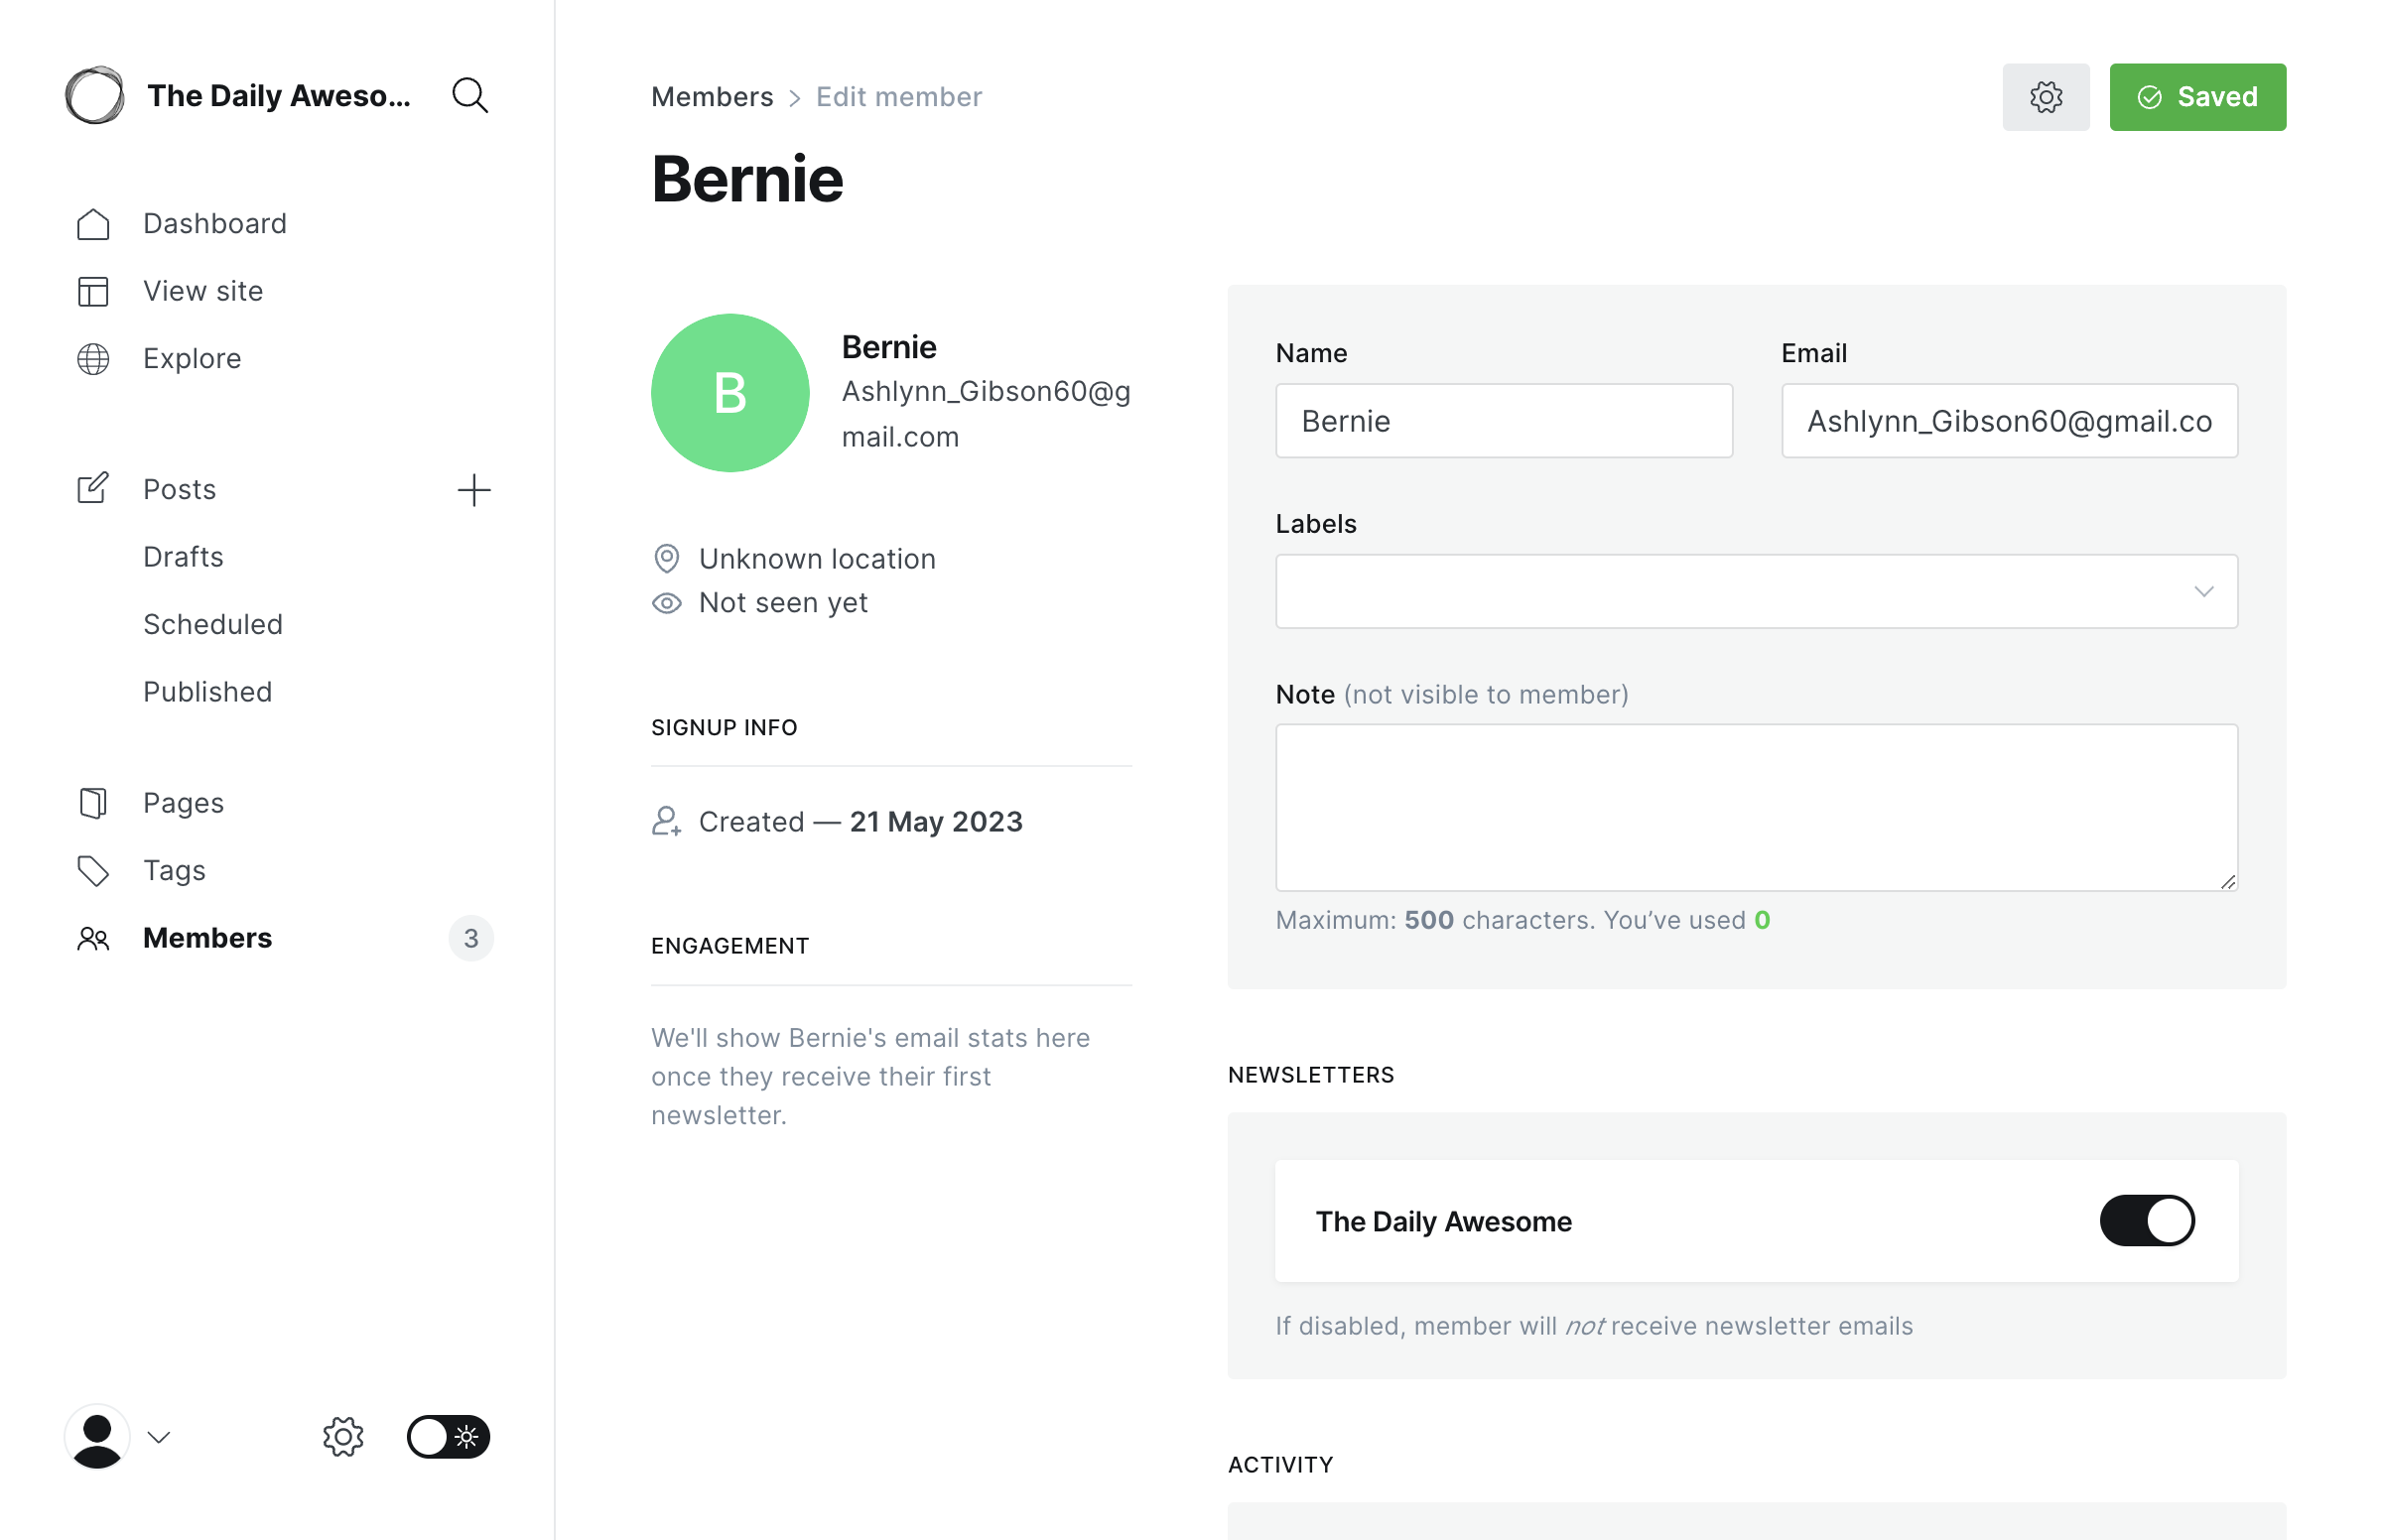 The Daily Aweso...
Dashboard
View site
Explore
Posts
Drafts
Scheduled
Published
Pages
Tags
Members
3
Members > Edit member
Saved
Bernie
B
Bernie
Ashlynn_Gibson60@g
mail.com
Unknown location
Not seen yet
SIGNUP INFO
Created — 21 May 2023
ENGAGEMENT
We'll show Bernie's email stats here
once they receive their first
newsletter.
Name
Bernie
Email
Ashlynn_Gibson60@gmail.co
Labels
Note (not visible to member)
Maximum: 500 characters. You’ve used 0
NEWSLETTERS
The Daily Awesome
If disabled, member will not receive newsletter emails
ACTIVITY